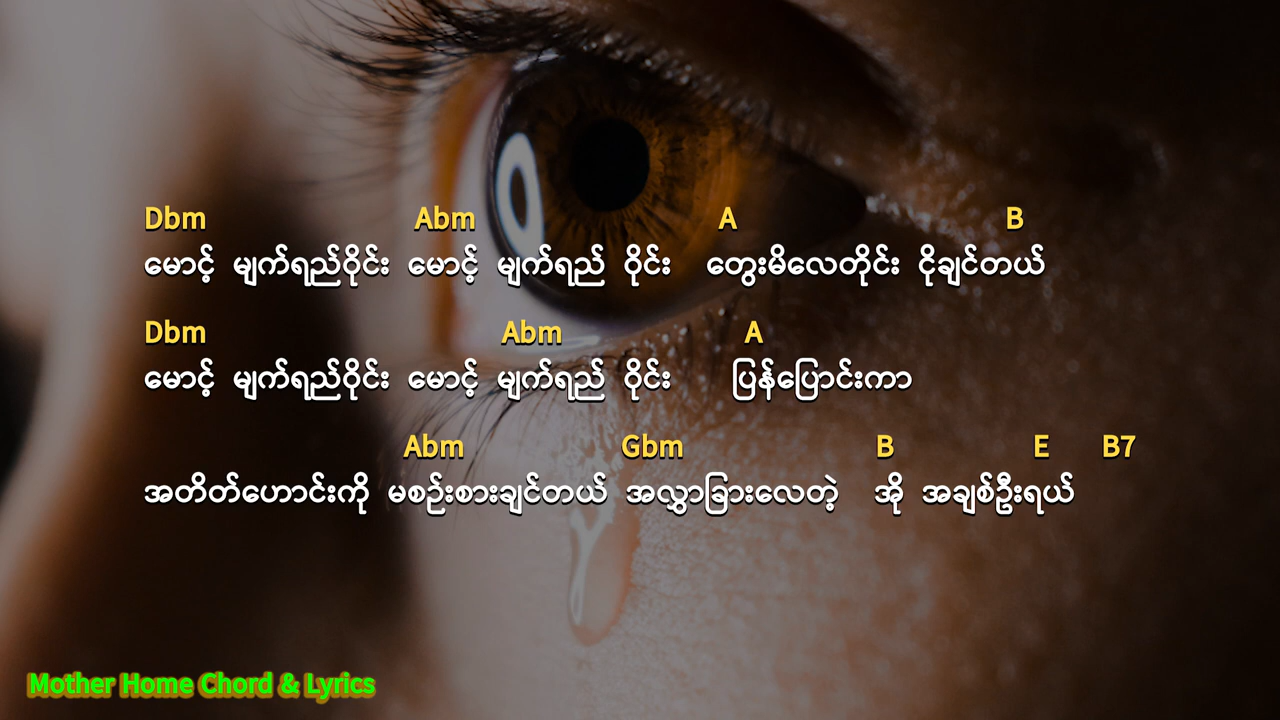 Dbm Abm A B
မောင့် မျက်ရည်ဝိုင်း မောင့် မျက်ရည် ဝိုင်း တွေးမိလေတိုင်း ငိုချင်တယ်
Dbm Abm A
မောင့် မျက်ရည်ဝိုင်း မောင့် မျက်ရည် ဝိုင်း ပြန်ပြောင်းကာ
Abm Gbm B E B7
အတိတ်ဟောင်းကို မစဉ်းစားချင်တယ် အလွှာခြားလေတဲ့ အို အချစ်ဦးရယ်
Mother Home Chord & Lyrics